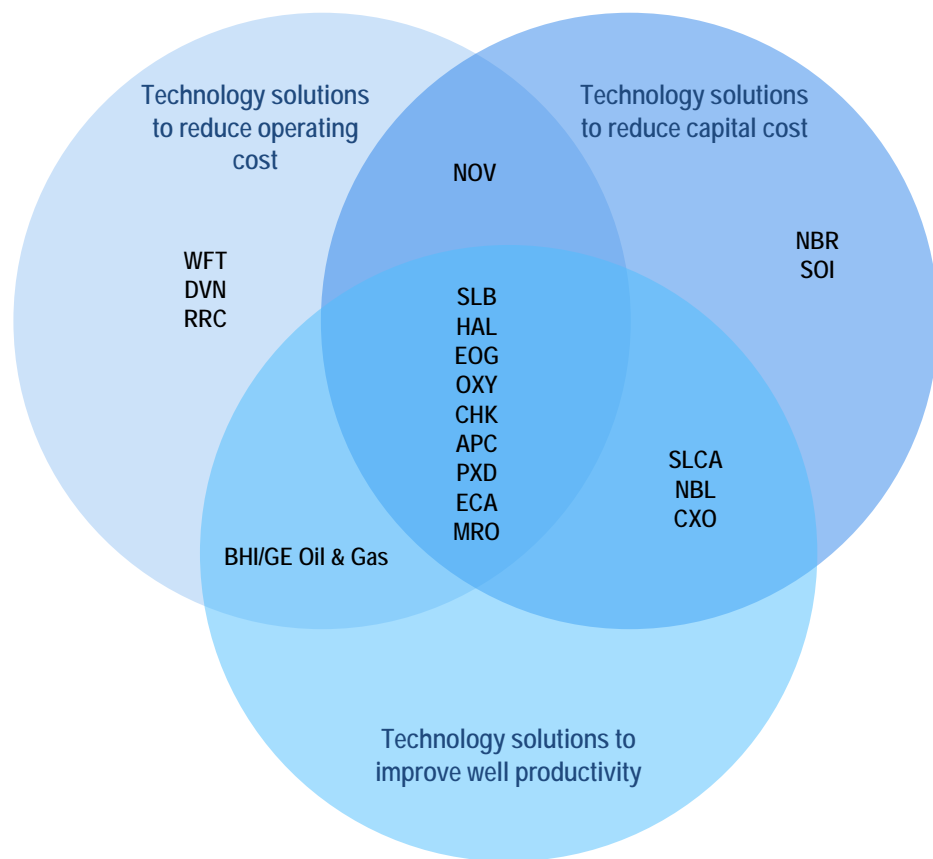 Technology solutions
to reduce operating
cost
Technology solutions
to reduce capital cost
NOV
WFT
DVN
RRC
NBR
SOI
SLB
HAL
EOG
OXY
CHK
APC
PXD
ECA
MRO
SLCA
NBL
CXO
BHI/GE Oil & Gas
Technology solutions to
improve well productivity